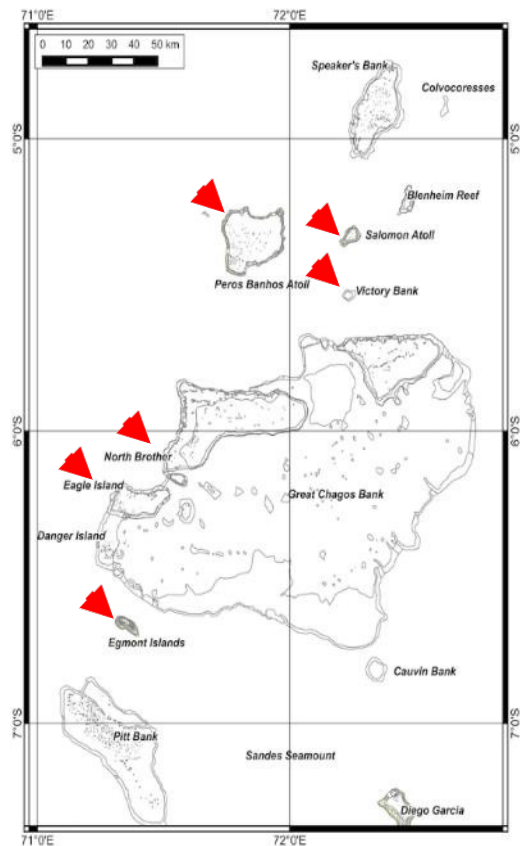 71°0'E 72°0'E
0 10 20 30 40 50 km
Speaker's Bank
Colvocoresses
5°S 5°S
Blenheim Reef
Salomon Atoll
Peros Banhos Atoll
Victory Bank
6°0'S 6°0'S
North Brother
Eagle Island
Great Chagos Bank
Danger Island
Egmont Islands
Cauvin Bank
7°0'S 7°0'S
Pitt Bank
Sandes Seamount
Diego Garcia
71°0'E 72°0'E